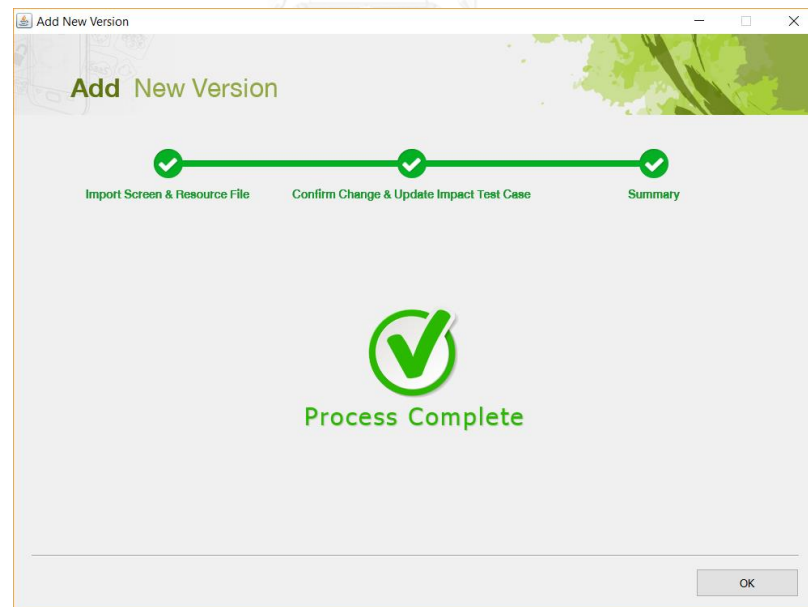 Add New Version
Add New Version
Import Screen & Resource File
Confirm Change & Update Impact Test Case
Summary
Process Complete
OK